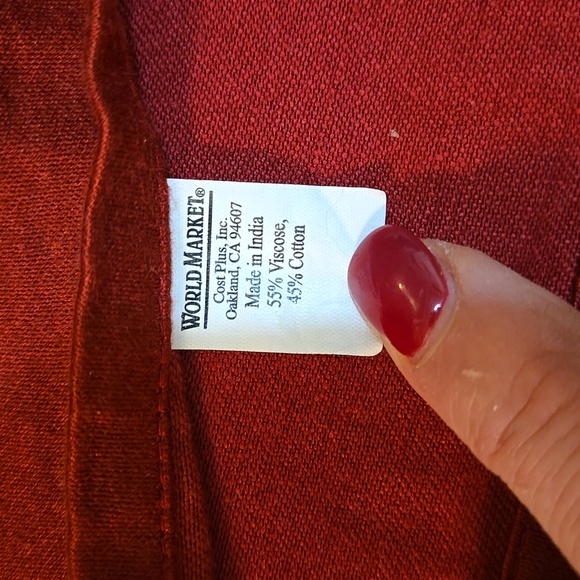 WORLD MARKET®
Cost Plus, Inc.
Oakland, CA 94607
Made in India
55% Viscose,
45% Cotton